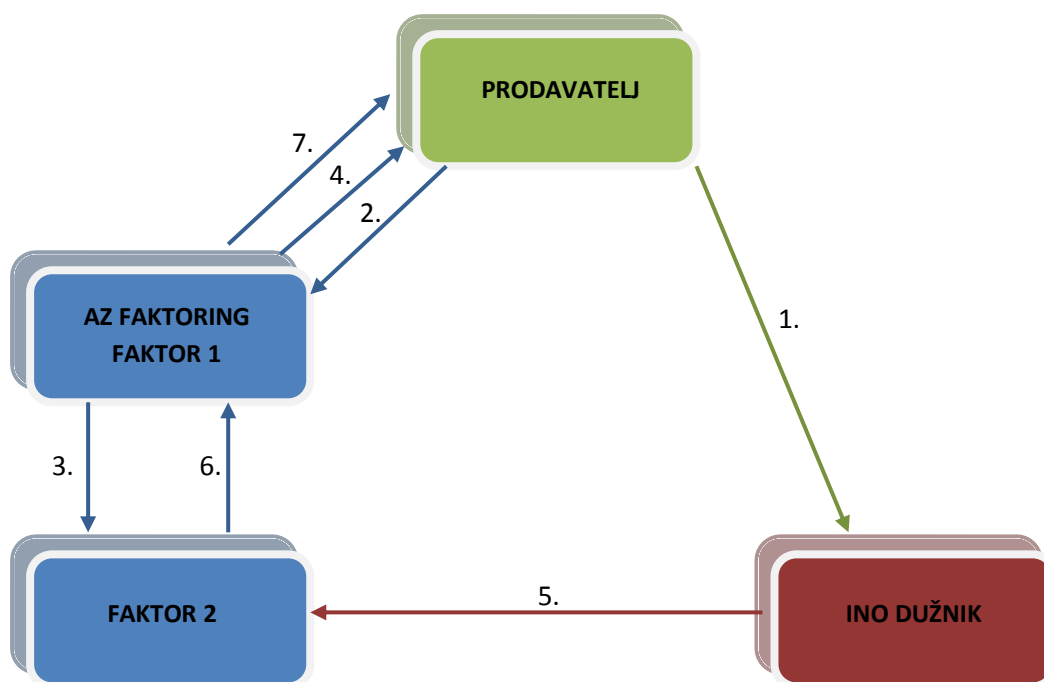 PRODAVATELJ
7.
4.
2.
AZ FAKTORING
FAKTOR 1
1.
3.
6.
5.
FAKTOR 2
INO DUŽNIK